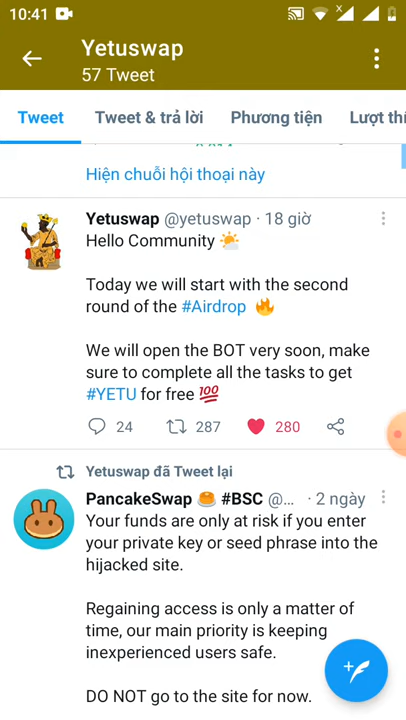 10:41
Yetuswap
57 Tweet
Tweet
Tweet & trả lời
Phương tiện
Lượt thí
Hiện chuỗi hội thoại này
Yetuswap @yetuswap · 18 giờ
Hello Community
Today we will start with the second
round of the #Airdrop
We will open the BOT very soon, make
sure to complete all the tasks to get
#YETU for free 💯
24
287
280
Yetuswap đã Tweet lại
PancakeSwap #BSC @... · 2 ngày
Your funds are only at risk if you enter
your private key or seed phrase into the
hijacked site.
Regaining access is only a matter of
time, our main priority is keeping
inexperienced users safe.
DO NOT go to the site for now.